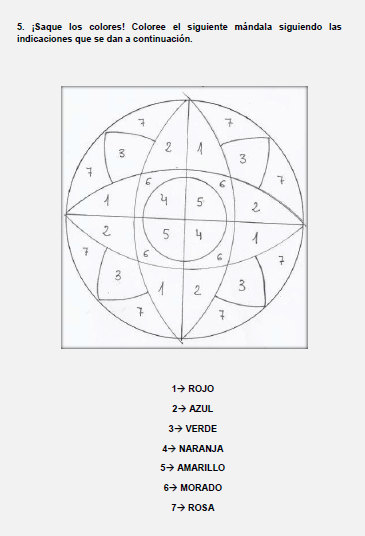 5. ¡Saque los colores! Coloree el siguiente mándala siguiendo las
indicaciones que se dan a continuación.
7 7
3 2 1 3
7 7
6 6
1 4 5 2
2 5 4 1
6 6
7 7
3 1 2 3
7 7
1→ ROJO
2→ AZUL
3→ VERDE
4→ NARANJA
5→ AMARILLO
6→ MORADO
7→ ROSA